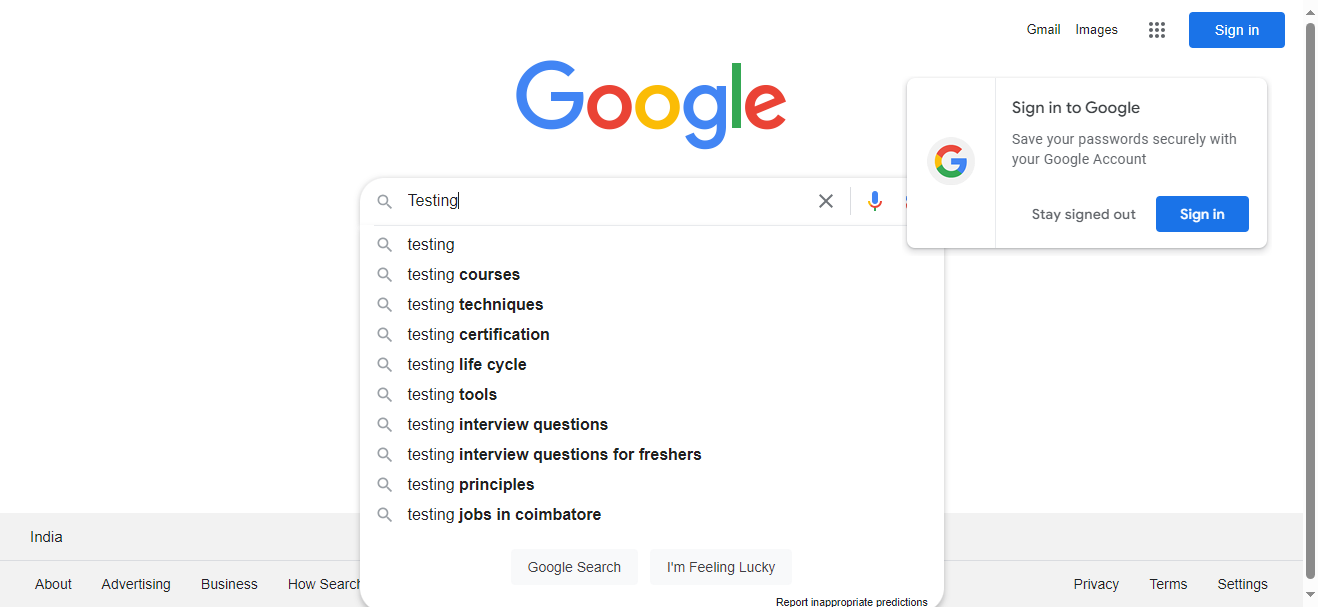 Gmail Images Sign in
Google
Sign in to Google
Save your passwords securely with
your Google Account
Stay signed out Sign in
Testing
testing
testing courses
testing techniques
testing certification
testing life cycle
testing tools
testing interview questions
testing interview questions for freshers
testing principles
testing jobs in coimbatore
Google Search I'm Feeling Lucky
Report inappropriate predictions
India
About Advertising Business How Search Privacy Terms Settings